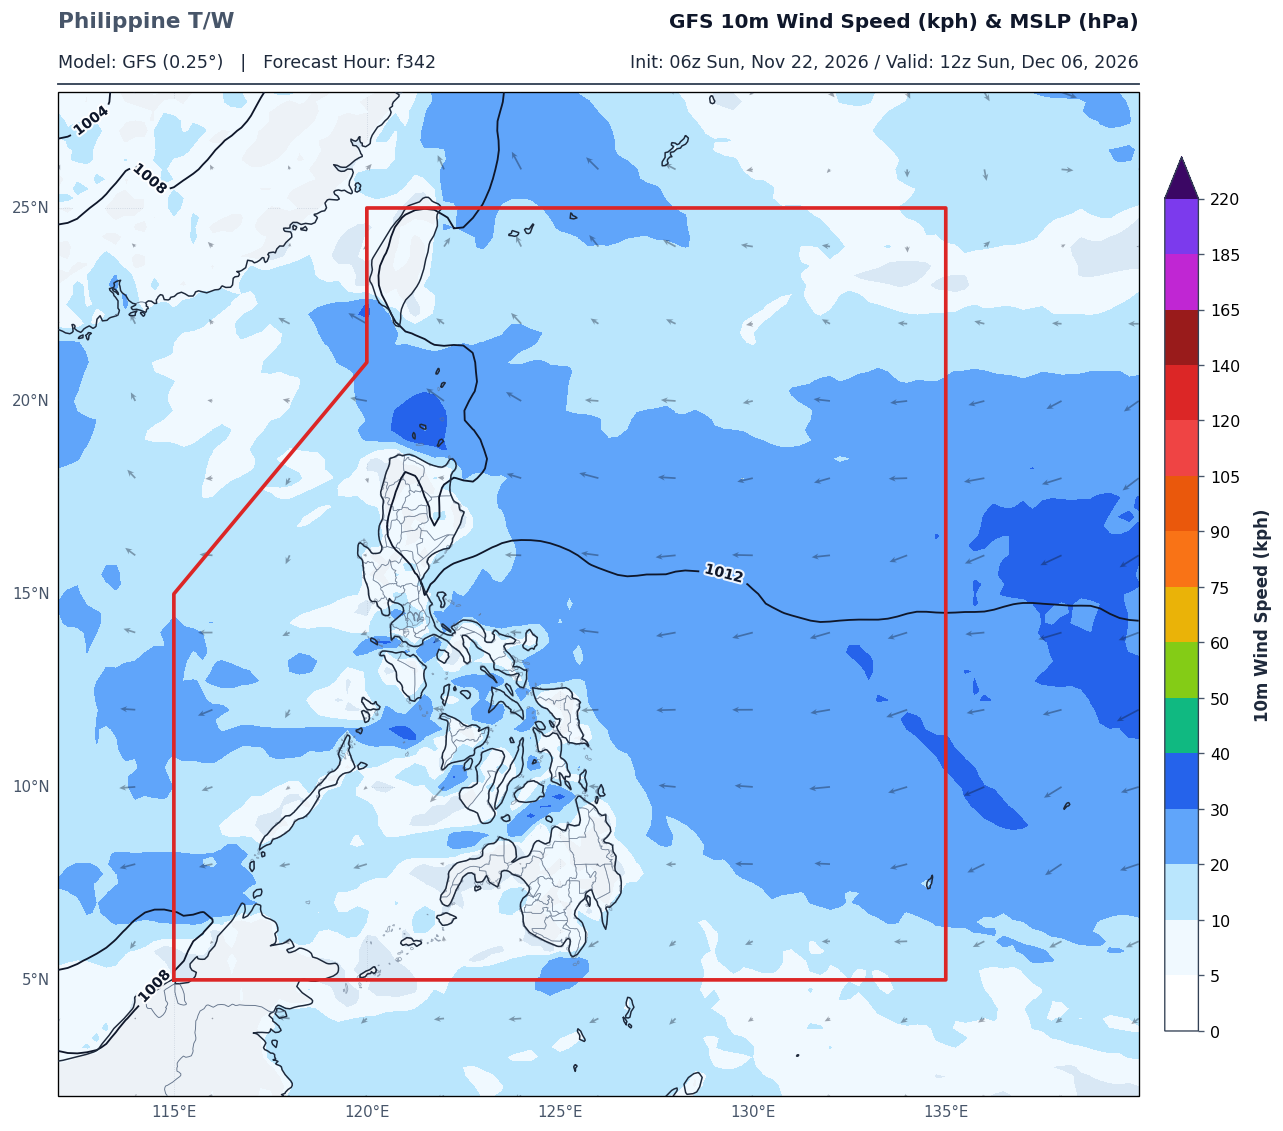 Philippine T/W
GFS 10m Wind Speed (kph) & MSLP (hPa)
Model: GFS (0.25°) | Forecast Hour: f342
Init: 06z Sun, Nov 22, 2026 / Valid: 12z Sun, Dec 06, 2026
1004
1008
1012
1008
25°N
20°N
15°N
10°N
5°N
115°E
120°E
125°E
130°E
135°E
220
185
165
140
120
105
90
75
60
50
40
30
20
10
5
0
10m Wind Speed (kph)